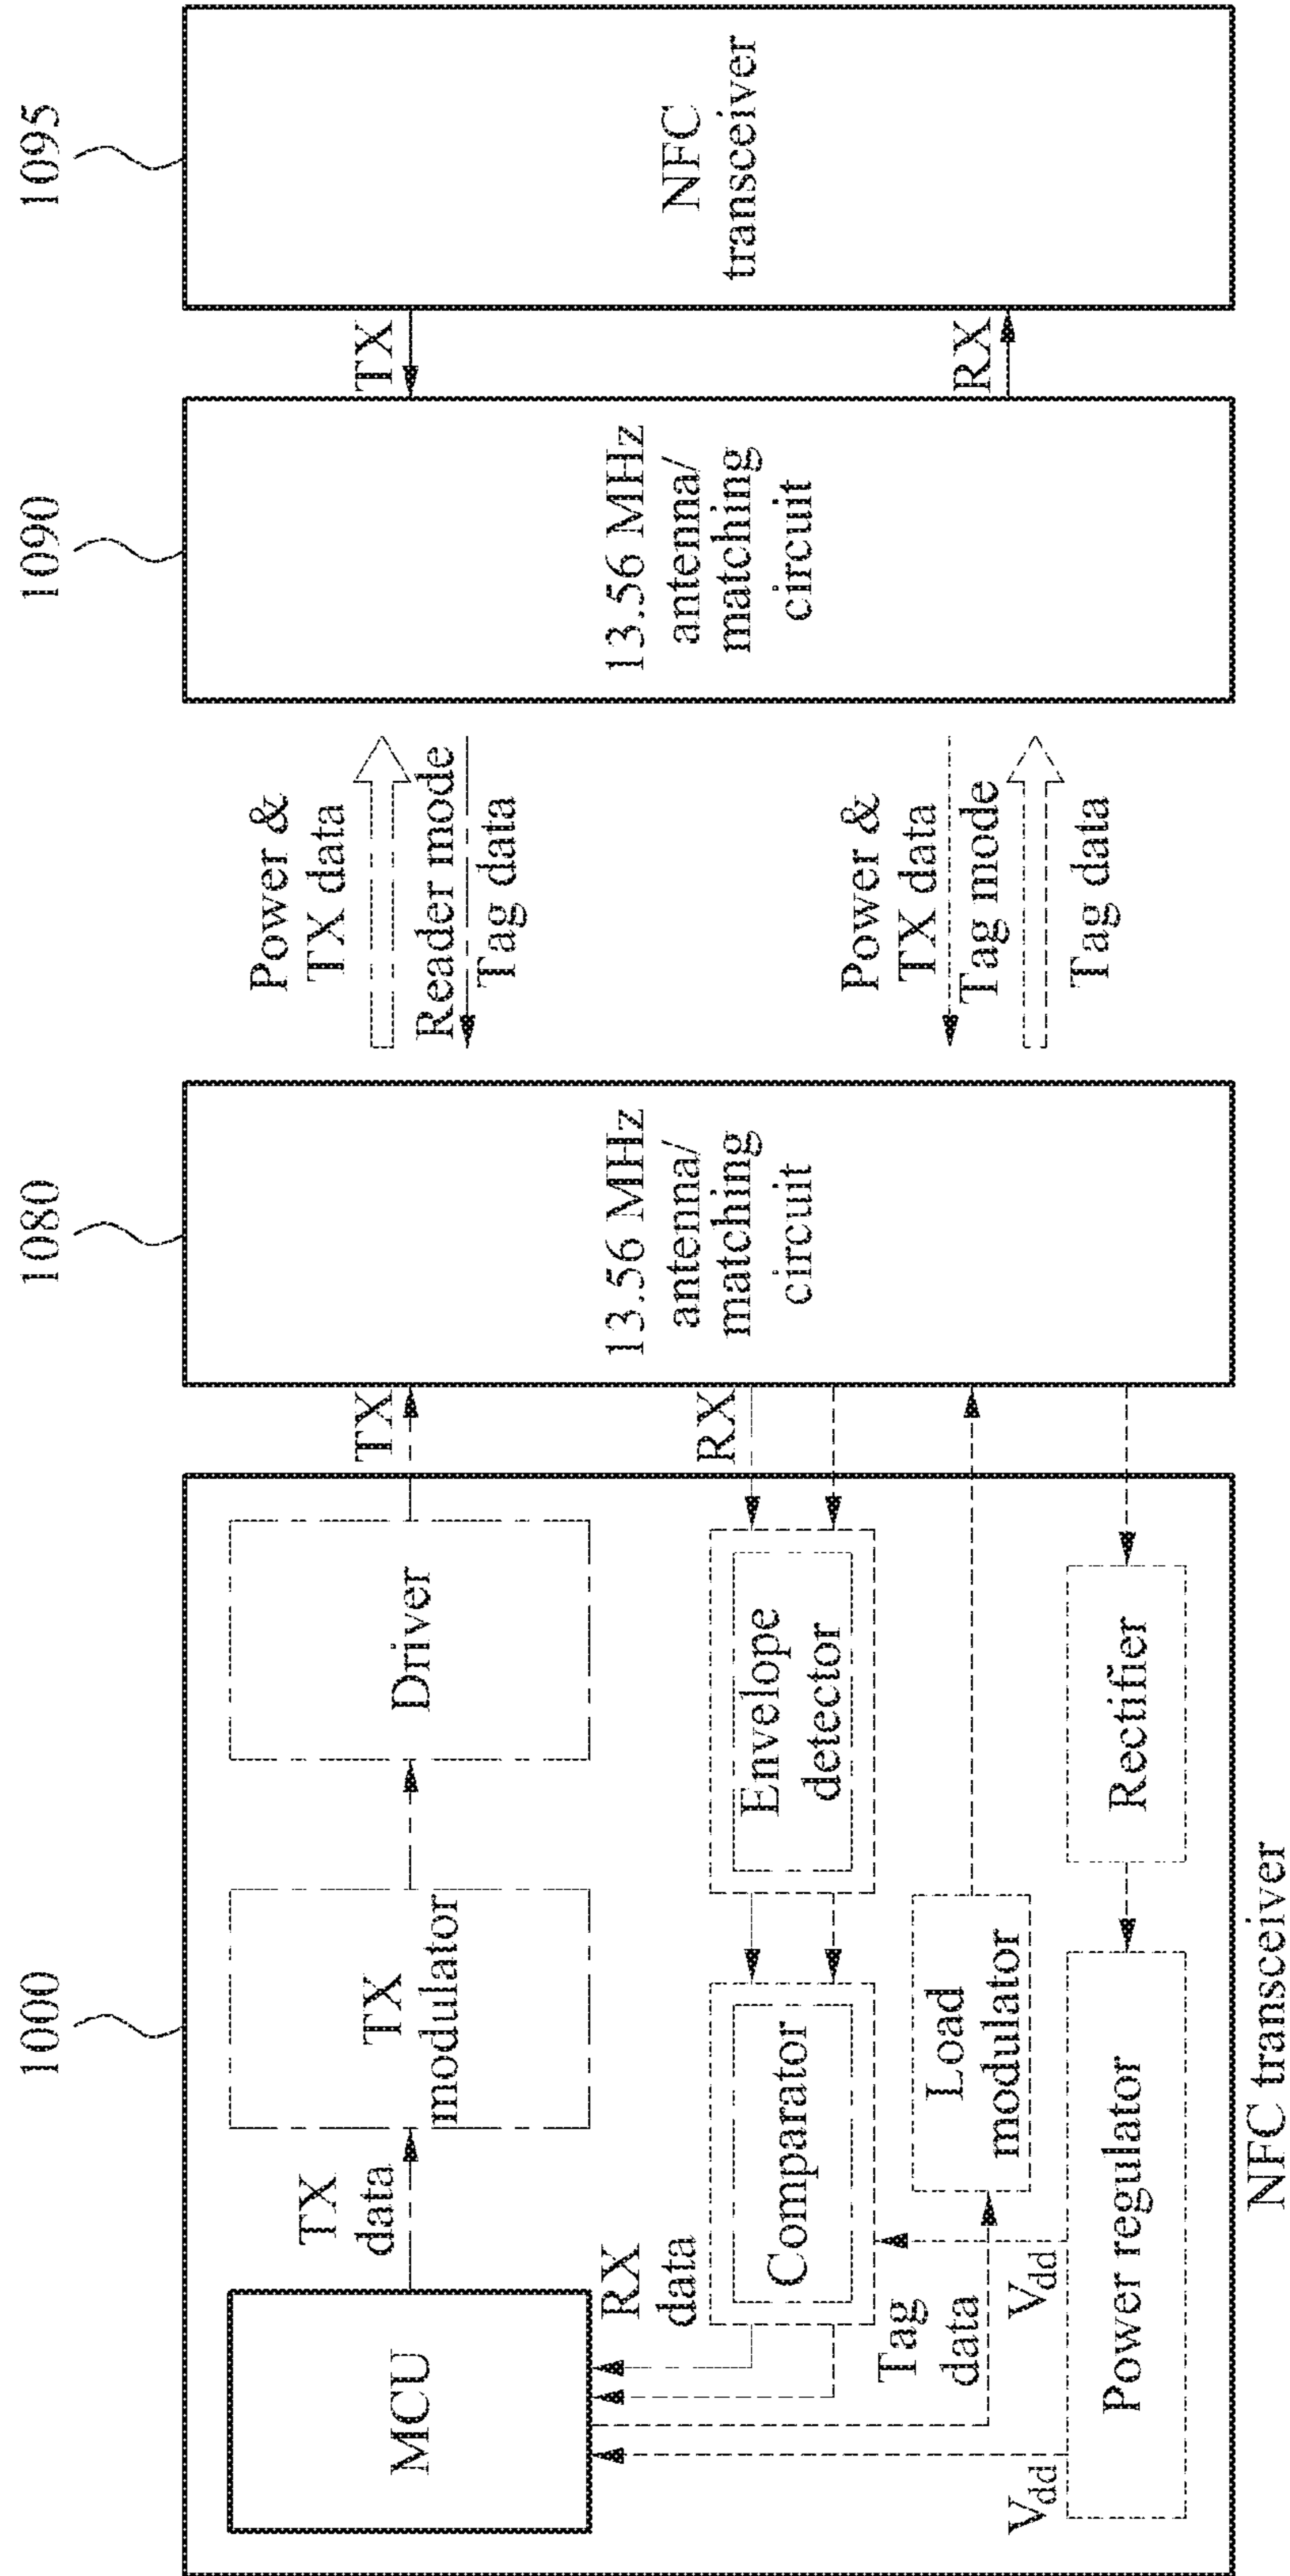 1000
1080
1090
1095
MCU
TX
data
TX
modulator
Driver
TX
RX
data
Comparator
Envelope
detector
RX
Tag
data
Load
modulator
Vdd
Vdd
Power regulator
Rectifier
NFC transceiver
13.56 MHz
antenna/
matching
circuit
Power &
TX data
Reader mode
Tag data
Power &
TX data
Tag mode
Tag data
13.56 MHz
antenna/
matching
circuit
TX
RX
NFC
transceiver